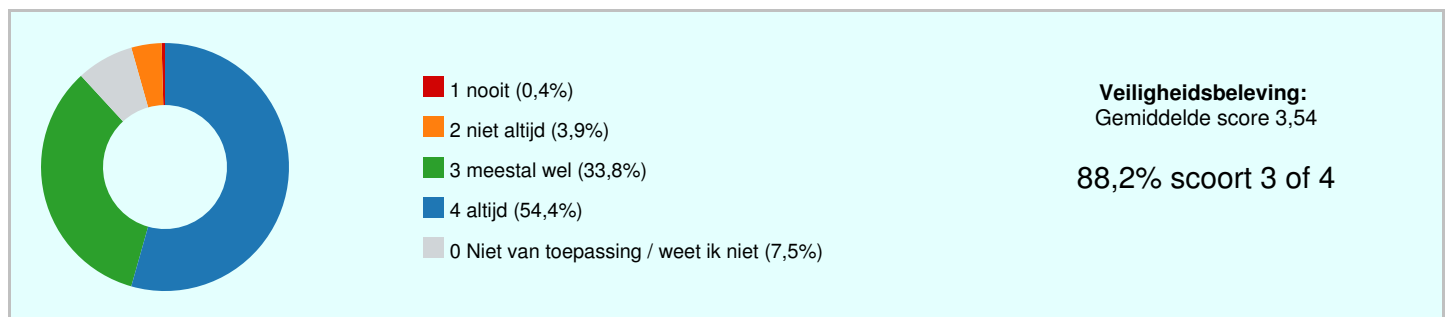 1 nooit (0,4%)
2 niet altijd (3,9%)
3 meestal wel (33,8%)
4 altijd (54,4%)
0 Niet van toepassing / weet ik niet (7,5%)
Veiligheidsbeleving:
Gemiddelde score 3,54
88,2% scoort 3 of 4